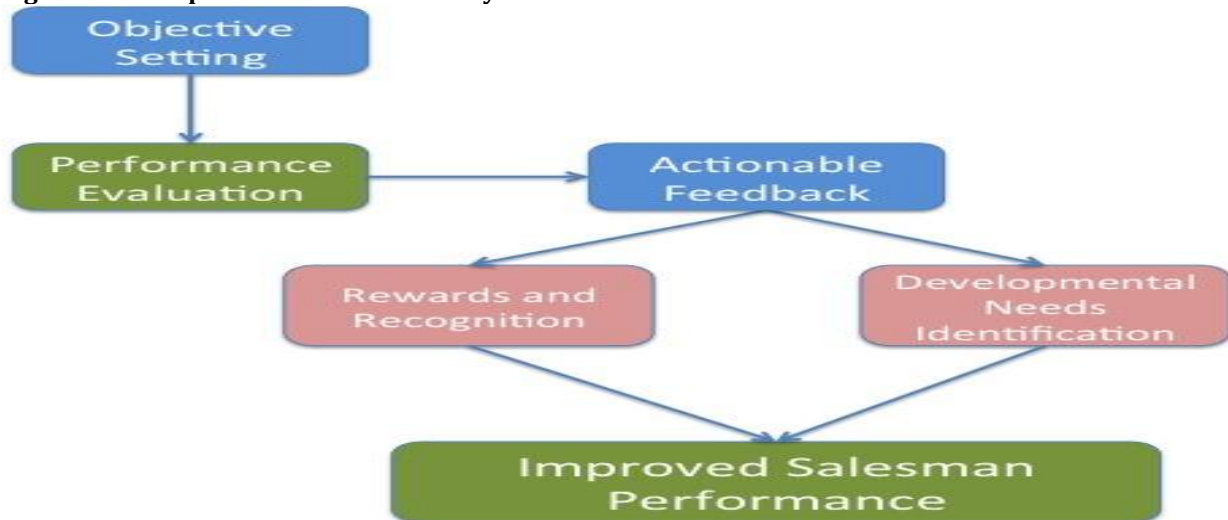 Objective
Setting
Performance
Evaluation
Actionable
Feedback
Rewards and
Recognition
Developmental
Needs
Identification
Improved Salesman
Performance